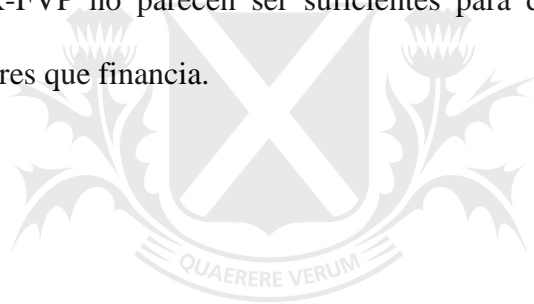 -FVP no parecen ser suficientes para
res que financia.
QUAERERE VERUM